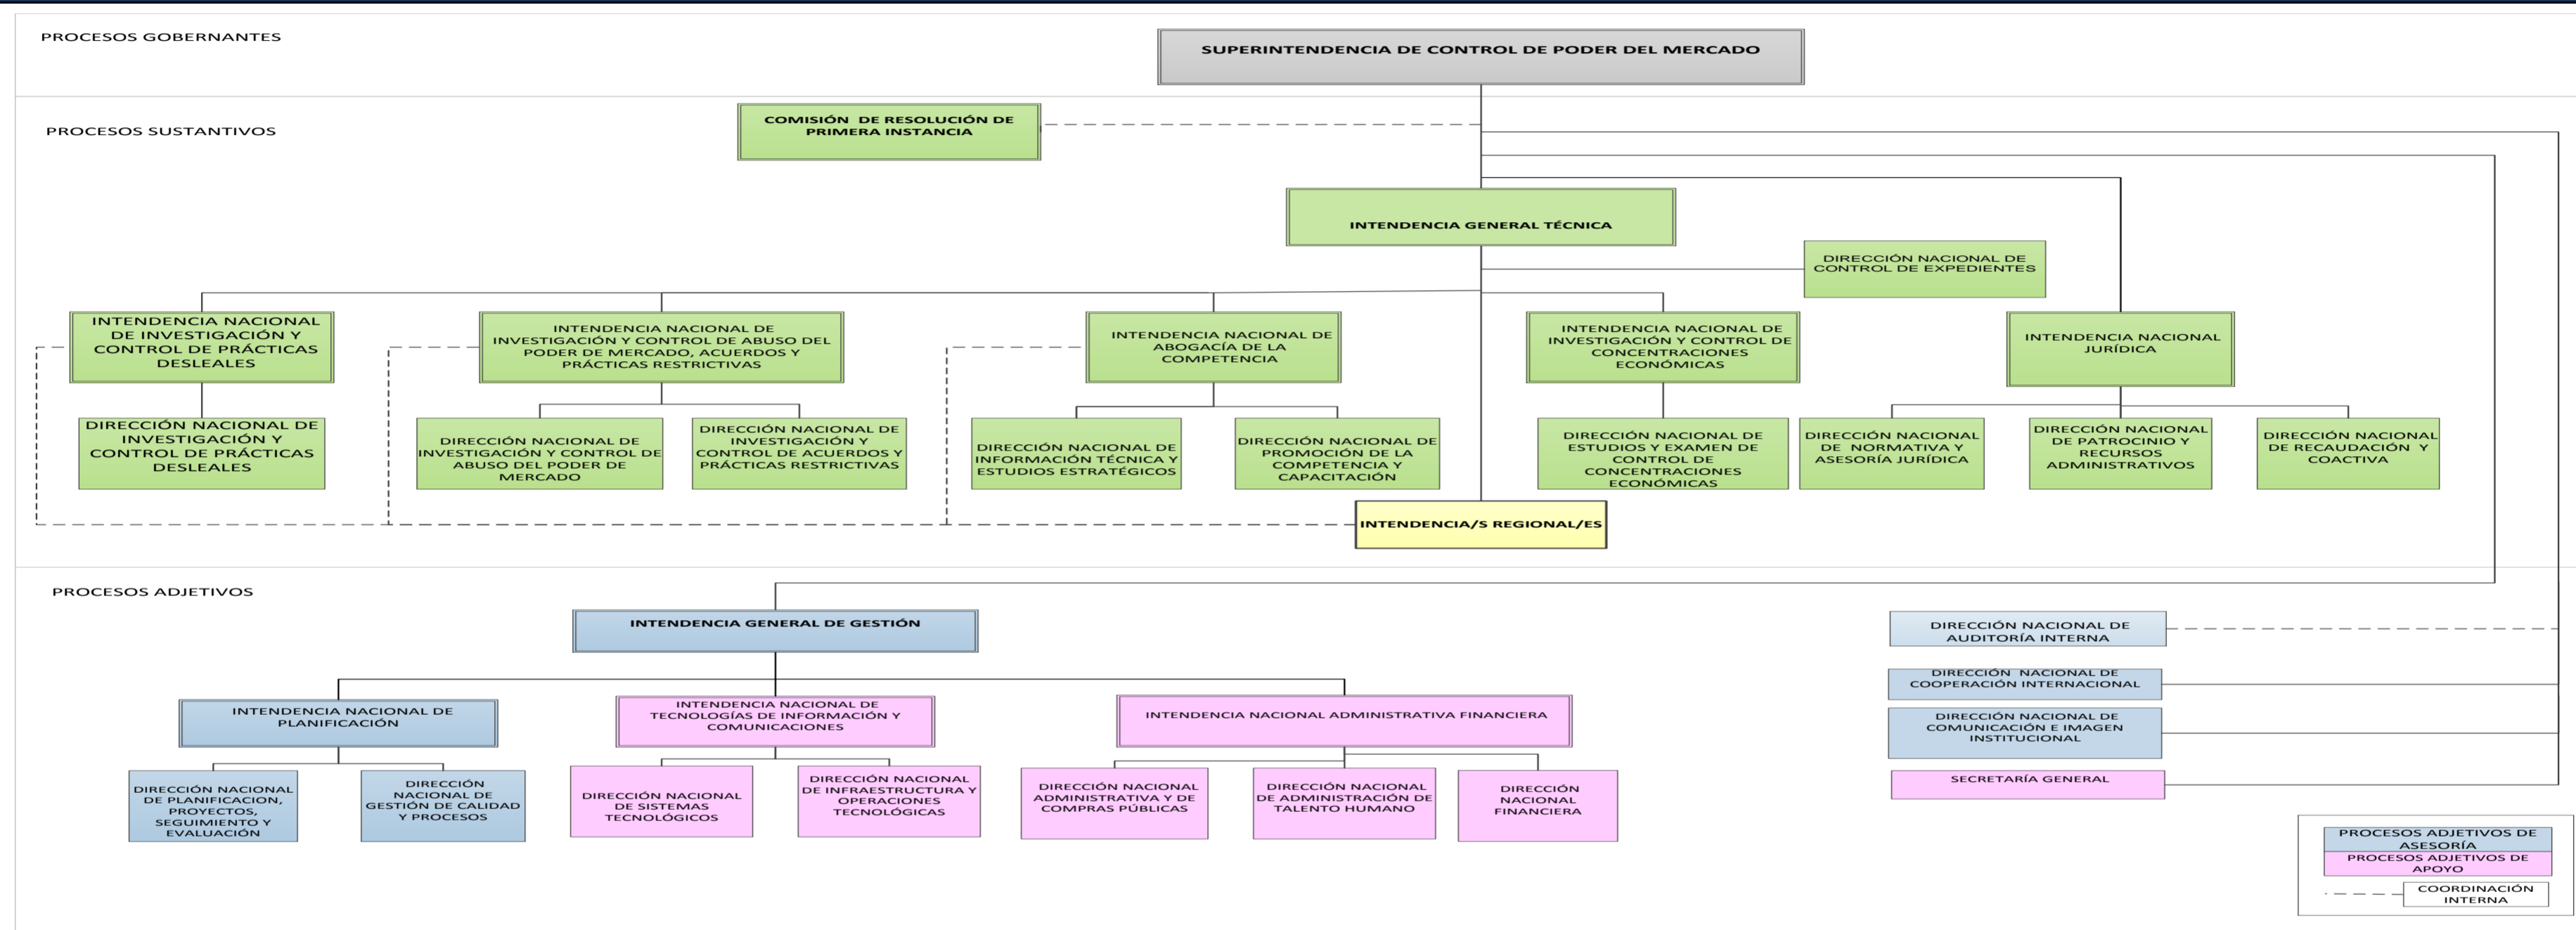 PROCESOS GOBERNANTES
SUPERINTENDENCIA DE CONTROL DE PODER DEL MERCADO
PROCESOS SUSTANTIVOS
COMISIÓN DE RESOLUCIÓN DE
PRIMERA INSTANCIA
INTENDENCIA GENERAL TÉCNICA
DIRECCIÓN NACIONAL DE
CONTROL DE EXPEDIENTES
INTENDENCIA NACIONAL
DE INVESTIGACIÓN Y
CONTROL DE PRÁCTICAS
DESLEALES
INTENDENCIA NACIONAL DE
INVESTIGACIÓN Y CONTROL DE ABUSO DEL
PODER DE MERCADO, ACUERDOS Y
PRÁCTICAS RESTRICTIVAS
INTENDENCIA NACIONAL DE
ABOGACÍA DE LA
COMPETENCIA
INTENDENCIA NACIONAL DE
INVESTIGACIÓN Y CONTROL DE
CONCENTRACIONES
ECONÓMICAS
INTENDENCIA NACIONAL
JURÍDICA
DIRECCIÓN NACIONAL DE
INVESTIGACIÓN Y
CONTROL DE PRÁCTICAS
DESLEALES
DIRECCIÓN NACIONAL DE
INVESTIGACIÓN Y CONTROL DE
ABUSO DEL PODER DE
MERCADO
DIRECCIÓN NACIONAL DE
INVESTIGACIÓN Y
CONTROL DE ACUERDOS Y
PRÁCTICAS RESTRICTIVAS
DIRECCIÓN NACIONAL DE
INFORMACIÓN TÉCNICA Y
ESTUDIOS ESTRATÉGICOS
DIRECCIÓN NACIONAL DE
PROMOCIÓN DE LA
COMPETENCIA Y
CAPACITACIÓN
DIRECCIÓN NACIONAL DE
ESTUDIOS Y EXAMEN DE
CONTROL DE
CONCENTRACIONES
ECONÓMICAS
DIRECCIÓN NACIONAL
DE NORMATIVA Y
ASESORÍA JURÍDICA
DIRECCIÓN NACIONAL
DE PATROCINIO Y
RECURSOS
ADMINISTRATIVOS
DIRECCIÓN NACIONAL
DE RECAUDACIÓN Y
COACTIVA
INTENDENCIA/S REGIONAL/ES
PROCESOS ADJETIVOS
INTENDENCIA GENERAL DE GESTIÓN
DIRECCIÓN NACIONAL DE
AUDITORÍA INTERNA
DIRECCIÓN NACIONAL DE
COOPERACIÓN INTERNACIONAL
DIRECCIÓN NACIONAL DE
COMUNICACIÓN E IMAGEN
INSTITUCIONAL
SECRETARÍA GENERAL
INTENDENCIA NACIONAL DE
PLANIFICACIÓN
INTENDENCIA NACIONAL DE
TECNOLOGÍAS DE INFORMACIÓN Y
COMUNICACIONES
INTENDENCIA NACIONAL ADMINISTRATIVA FINANCIERA
DIRECCIÓN NACIONAL
DE PLANIFICACION,
PROYECTOS,
SEGUIMIENTO Y
EVALUACIÓN
DIRECCIÓN
NACIONAL DE
GESTIÓN DE CALIDAD
Y PROCESOS
DIRECCIÓN NACIONAL
DE SISTEMAS
TECNOLÓGICOS
DIRECCIÓN NACIONAL
DE INFRAESTRUCTURA Y
OPERACIONES
TECNOLÓGICAS
DIRECCIÓN NACIONAL
ADMINISTRATIVA Y DE
COMPRAS PÚBLICAS
DIRECCIÓN NACIONAL
DE ADMINISTRACIÓN DE
TALENTO HUMANO
DIRECCIÓN
NACIONAL
FINANCIERA
PROCESOS ADJETIVOS DE
ASESORÍA
PROCESOS ADJETIVOS DE
APOYO
COORDINACIÓN
INTERNA